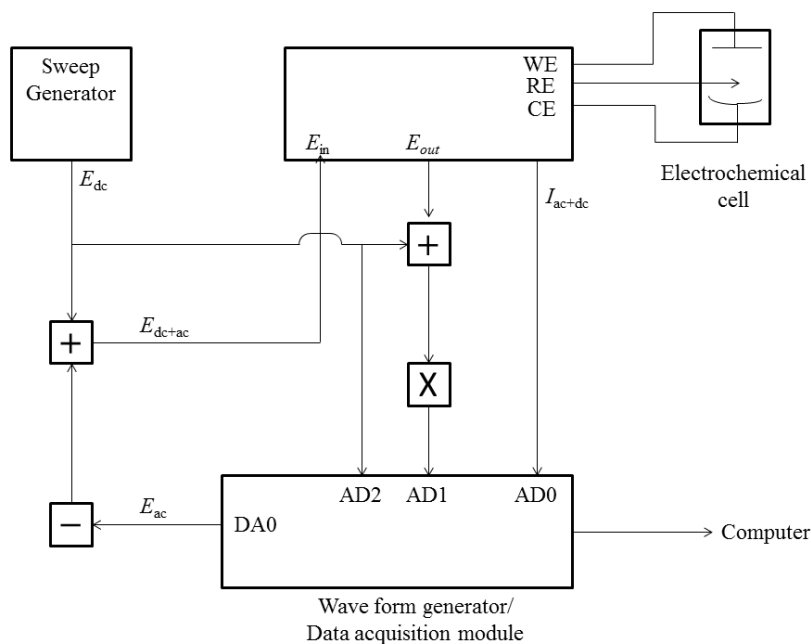 Sweep
Generator
WE
RE
CE
E_in
E_out
Electrochemical
cell
E_dc
I_ac+dc
+
+
E_dc+ac
X
AD2 AD1 AD0
−
E_ac
DA0
Computer
Wave form generator/
Data acquisition module